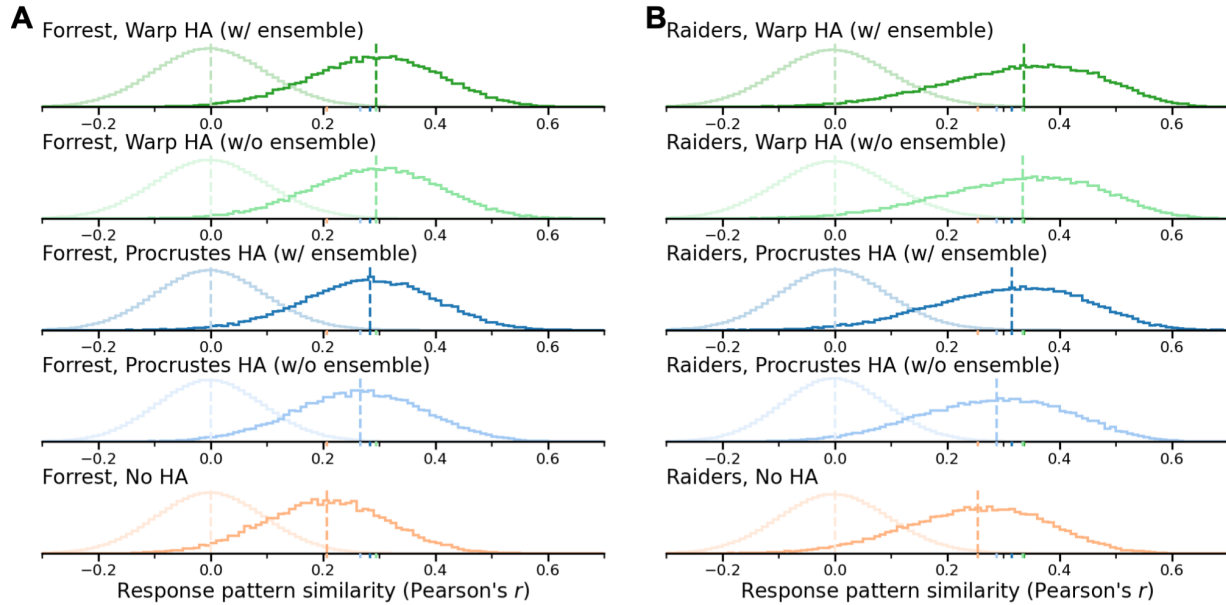 A
Forrest, Warp HA (w/ ensemble)
−0.2 0.0 0.2 0.4 0.6
Forrest, Warp HA (w/o ensemble)
−0.2 0.0 0.2 0.4 0.6
Forrest, Procrustes HA (w/ ensemble)
−0.2 0.0 0.2 0.4 0.6
Forrest, Procrustes HA (w/o ensemble)
−0.2 0.0 0.2 0.4 0.6
Forrest, No HA
−0.2 0.0 0.2 0.4 0.6
Response pattern similarity (Pearson's r)
B
Raiders, Warp HA (w/ ensemble)
−0.2 0.0 0.2 0.4 0.6
Raiders, Warp HA (w/o ensemble)
−0.2 0.0 0.2 0.4 0.6
Raiders, Procrustes HA (w/ ensemble)
−0.2 0.0 0.2 0.4 0.6
Raiders, Procrustes HA (w/o ensemble)
−0.2 0.0 0.2 0.4 0.6
Raiders, No HA
−0.2 0.0 0.2 0.4 0.6
Response pattern similarity (Pearson's r)